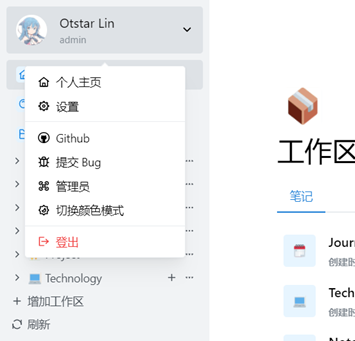 Otstar Lin
admin
个人主页
设置
Github
提交 Bug
管理员
切换颜色模式
登出
Technology
增加工作区
刷新
工作区
笔记
Jour
创建时
Tech
创建时